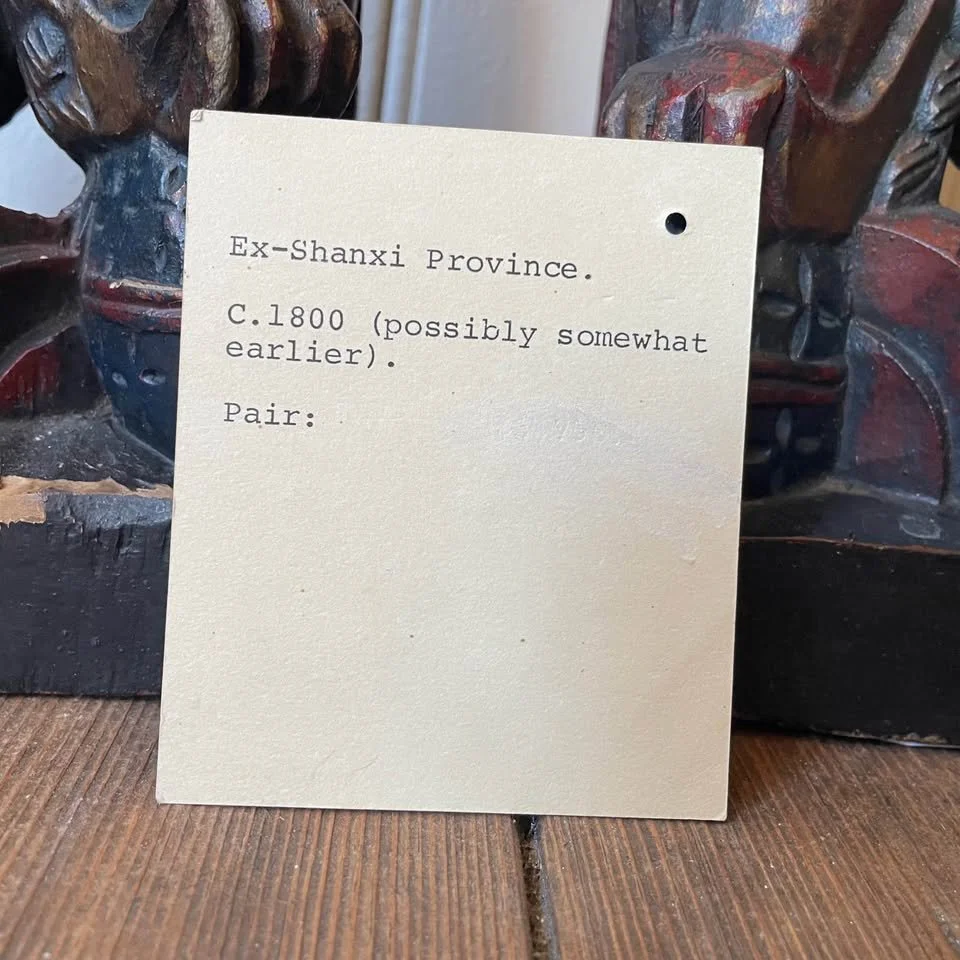 Ex-Shanxi Province.
C.1800 (possibly somewhat
earlier).
Pair: